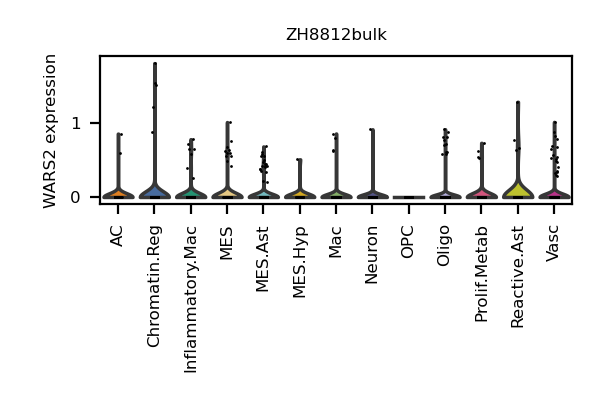 ZH8812bulk
WARS2 expression
1
0
AC
Chromatin.Reg
Inflammatory.Mac
MES
MES.Ast
MES.Hyp
Mac
Neuron
OPC
Oligo
Prolif.Metab
Reactive.Ast
Vasc